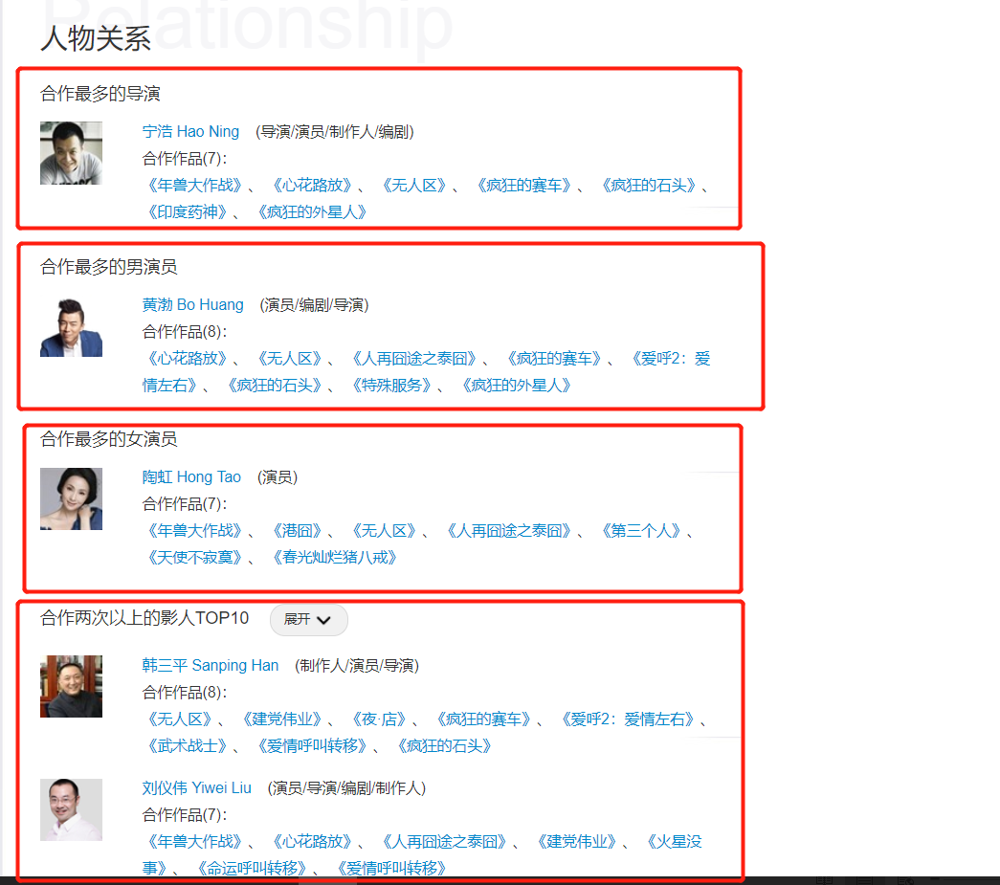 Relationship
人物关系
合作最多的导演
宁浩 Hao Ning (导演/演员/制作人/编剧)
合作作品(7):
《年兽大作战》、 《心花路放》、 《无人区》、 《疯狂的赛车》、 《疯狂的石头》、
《印度药神》、 《疯狂的外星人》
合作最多的男演员
黄渤 Bo Huang (演员/编剧/导演)
合作作品(8):
《心花路放》、 《无人区》、 《人再囧途之泰囧》、 《疯狂的赛车》、 《爱呼2：爱
情左右》、 《疯狂的石头》、 《特殊服务》、 《疯狂的外星人》
合作最多的女演员
陶虹 Hong Tao (演员)
合作作品(7):
《年兽大作战》、 《港囧》、 《无人区》、 《人再囧途之泰囧》、 《第三个人》、
《天使不寂寞》、 《春光灿烂猪八戒》
合作两次以上的影人TOP10 展开
韩三平 Sanping Han (制作人/演员/导演)
合作作品(8):
《无人区》、 《建党伟业》、 《夜·店》、 《疯狂的赛车》、 《爱呼2：爱情左右》、
《武术战士》、 《爱情呼叫转移》、 《疯狂的石头》
刘仪伟 Yiwei Liu (演员/导演/编剧/制作人)
合作作品(7):
《年兽大作战》、 《心花路放》、 《人再囧途之泰囧》、 《建党伟业》、 《火星没
事》、 《命运呼叫转移》、 《爱情呼叫转移》